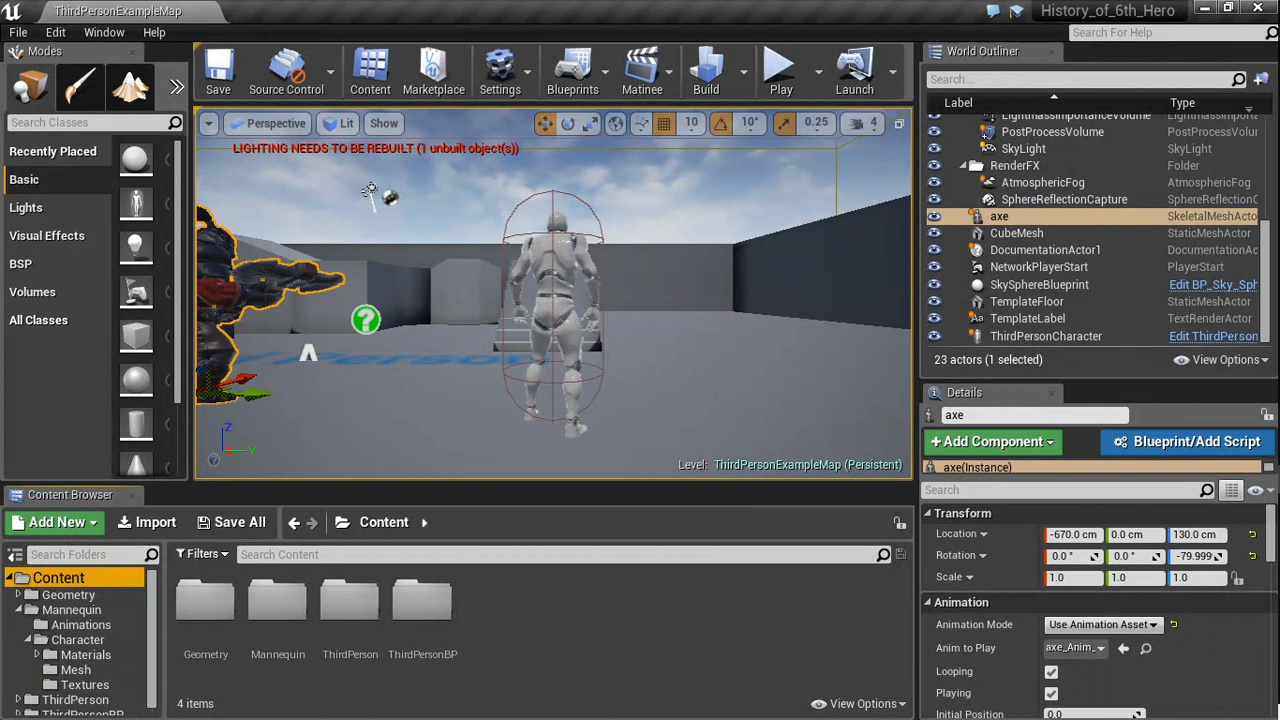 ThirdPersonExampleMap
History_of_6th_Hero
File Edit Window Help
Search For Help
Modes
Search Classes
Recently Placed
Basic
Lights
Visual Effects
BSP
Volumes
All Classes
Save
Source Control
Content
Marketplace
Settings
Blueprints
Matinee
Build
Play
Launch
Perspective Lit Show
10 10° 0.25 4
LIGHTING NEEDS TO BE REBUILT (1 unbuilt object(s))
Z
Y
Level: ThirdPersonExampleMap (Persistent)
World Outliner
Search...
Label Type
LightmassImportanceVolume
PostProcessVolume PostProcessVolur
SkyLight SkyLight
RenderFX Folder
AtmosphericFog AtmosphericFog
SphereReflectionCapture SphereReflectionC
axe SkeletalMeshActo
CubeMesh StaticMeshActor
DocumentationActor1 DocumentationAc
NetworkPlayerStart PlayerStart
SkySphereBlueprint Edit BP_Sky_Sph
TemplateFloor StaticMeshActor
TemplateLabel TextRenderActor
ThirdPersonCharacter Edit ThirdPerson
23 actors (1 selected) View Options
Details
axe
+Add Component Blueprint/Add Script
axe(Instance)
Search
Transform
Location -670.0 cm 0.0 cm 130.0 cm
Rotation 0.0 ° 0.0 ° -79.999
Scale 1.0 1.0 1.0
Animation
Animation Mode Use Animation Asset
Anim to Play axe_Anim_
Looping
Playing
Initial Position 0.0
Content Browser
Add New Import Save All Content
Search Folders
Filters Search Content
Content
Geometry
Mannequin
Animations
Character
Materials
Mesh
Textures
ThirdPerson
ThirdPersonBP
Geometry Mannequin ThirdPerson ThirdPersonBP
4 items View Options